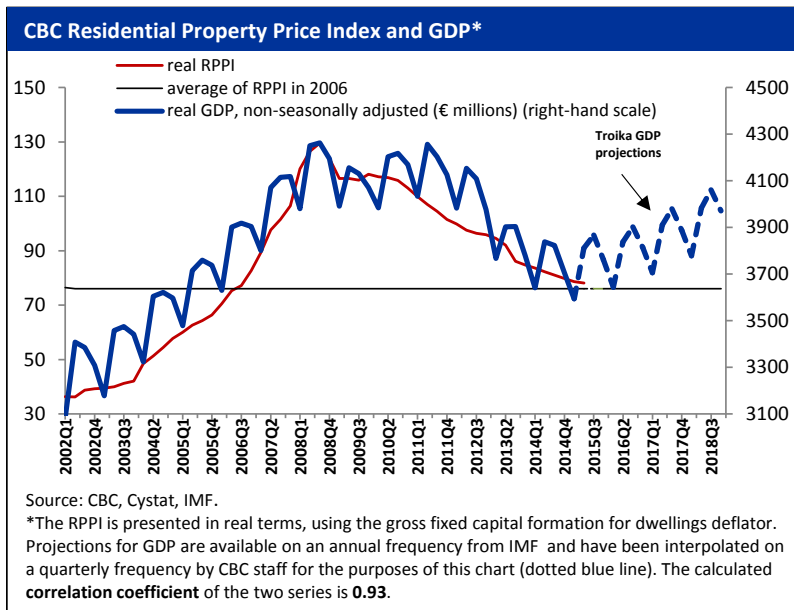 CBC Residential Property Price Index and GDP*
real RPPI
average of RPPI in 2006
real GDP, non-seasonally adjusted (€ millions) (right-hand scale)
150
130
110
90
70
50
30
4500
4300
4100
3900
3700
3500
3300
3100
Troika GDP
projections
2002Q1
2002Q4
2003Q3
2004Q2
2005Q1
2005Q4
2006Q3
2007Q2
2008Q1
2008Q4
2009Q3
2010Q2
2011Q1
2011Q4
2012Q3
2013Q2
2014Q1
2014Q4
2015Q3
2016Q2
2017Q1
2017Q4
2018Q3
Source: CBC, Cystat, IMF.
*The RPPI is presented in real terms, using the gross fixed capital formation for dwellings deflator.
Projections for GDP are available on an annual frequency from IMF and have been interpolated on
a quarterly frequency by CBC staff for the purposes of this chart (dotted blue line). The calculated
correlation coefficient of the two series is 0.93.